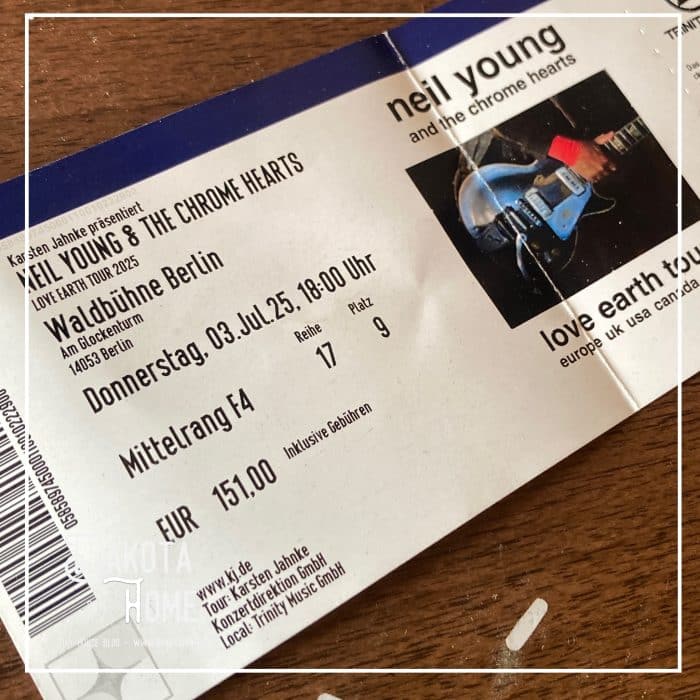 Karsten Jahnke präsentiert
NEIL YOUNG & THE CHROME HEARTS
LOVE EARTH TOUR 2025
Waldbühne Berlin
Am Glockenturm
14053 Berlin
Donnerstag, 03.Jul.25, 18:00 Uhr
Reihe Platz
Mittelrang F4 17 9
EUR 151,00 Inklusive Gebühren
www.kj.de
Tour: Karsten Jahnke
Konzertdirektion GmbH
Local: Trinity Music GmbH
neil young
and the chrome hearts
love earth tou
europe uk usa canada
TRINIT
AKOTA
HOME